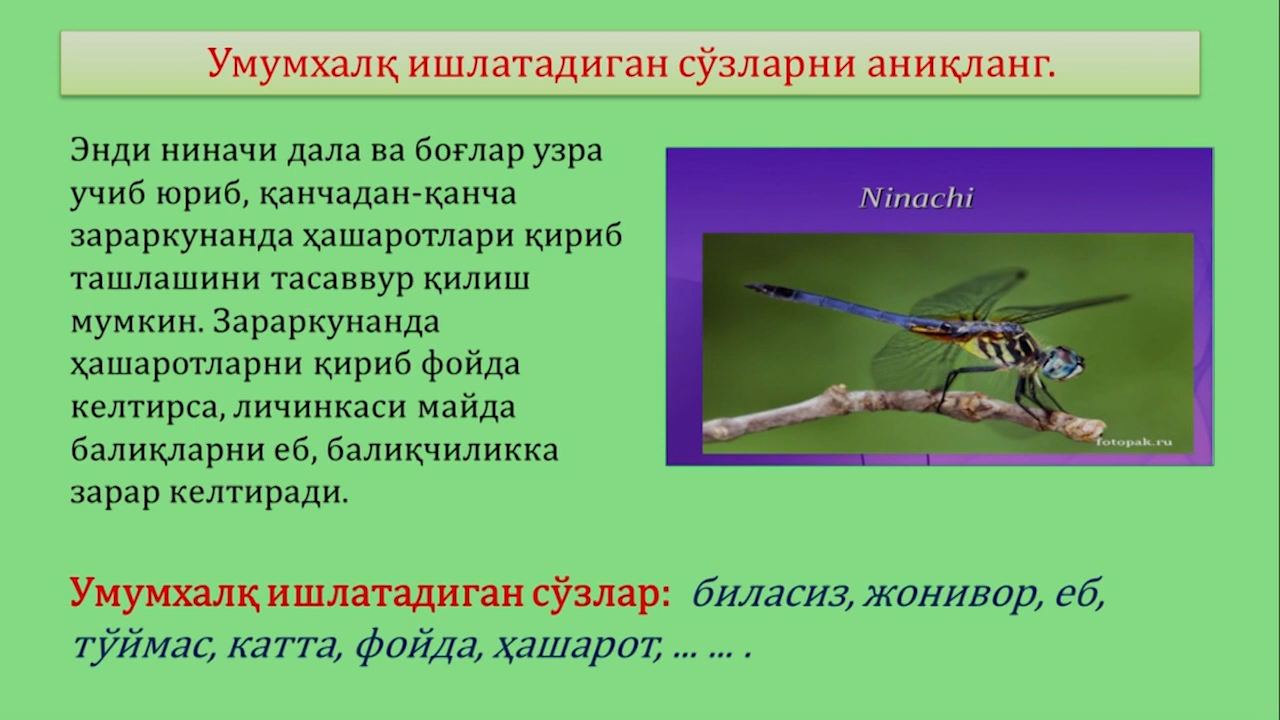 Умумхалқ ишлатадиган сўзларни аниқланг.
Энди ниначи дала ва боғлар узра
учиб юриб, қанчадан-қанча
зараркунанда ҳашаротлари қириб
ташлашини тасаввур қилиш
мумкин. Зараркунанда
ҳашаротларни қириб фойда
келтирса, личинкаси майда
балиқларни еб, балиқчиликка
зарар келтиради.
Ninachi
fotopak.ru
Умумхалқ ишлатадиган сўзлар: биласиз, жонивор, еб,
тўймас, катта, фойда, ҳашарот, ... ... .